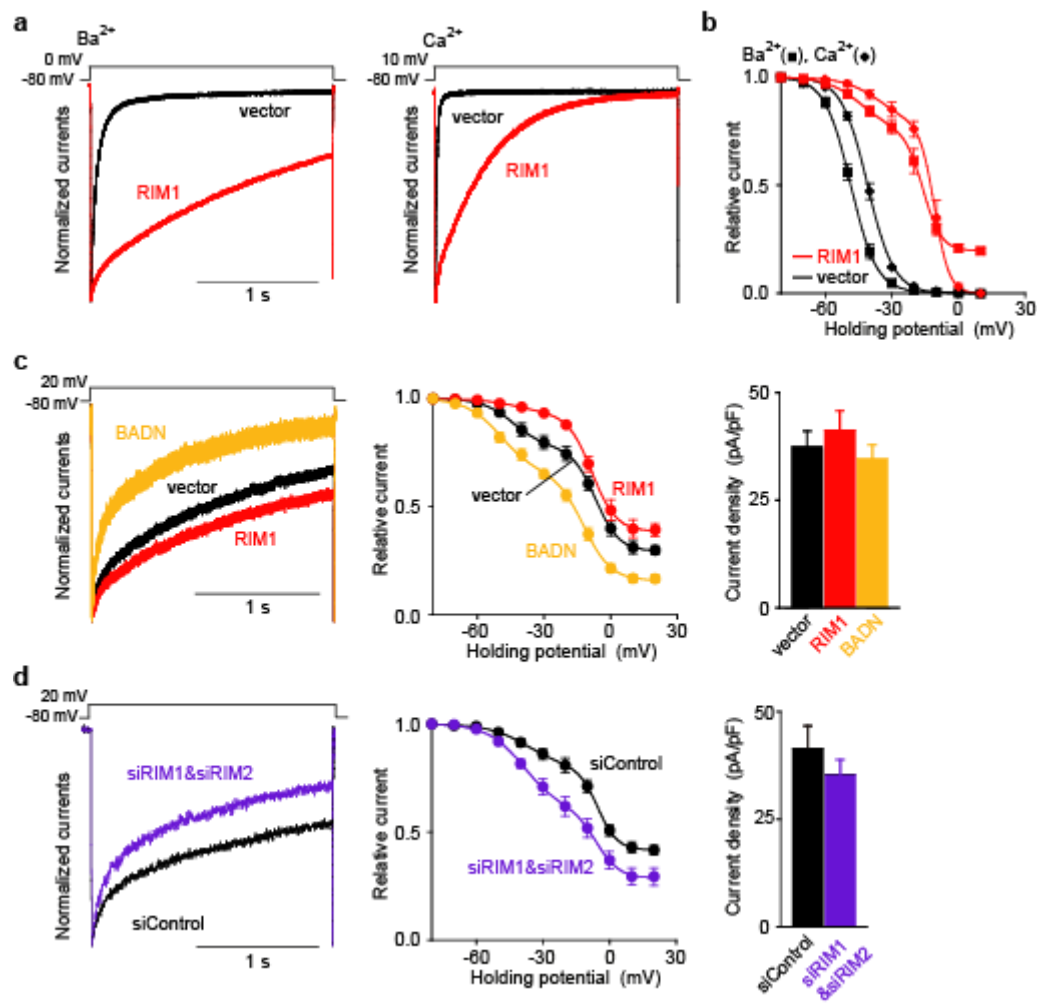 a
Ba2+
0 mV
-80 mV
Normalized currents
vector
RIM1
1 s
Ca2+
10 mV
-80 mV
Normalized currents
vector
RIM1
1 s
b
Ba2+(■), Ca2+(◆)
Relative current
1.0
0.5
0.0
RIM1
vector
-60
-30
0
30
Holding potential (mV)
c
20 mV
-80 mV
Normalized currents
BADN
vector
RIM1
1 s
Relative current
1.0
0.5
0.0
vector
RIM1
BADN
-60
-30
0
30
Holding potential (mV)
Current density (pA/pF)
50
25
0
vector
RIM1
BADN
d
20 mV
-80 mV
Normalized currents
siRIM1&siRIM2
siControl
1 s
Relative current
1.0
0.5
0.0
siControl
siRIM1&siRIM2
-60
-30
0
30
Holding potential (mV)
Current density (pA/pF)
50
25
0
siControl
siRIM1
&siRIM2